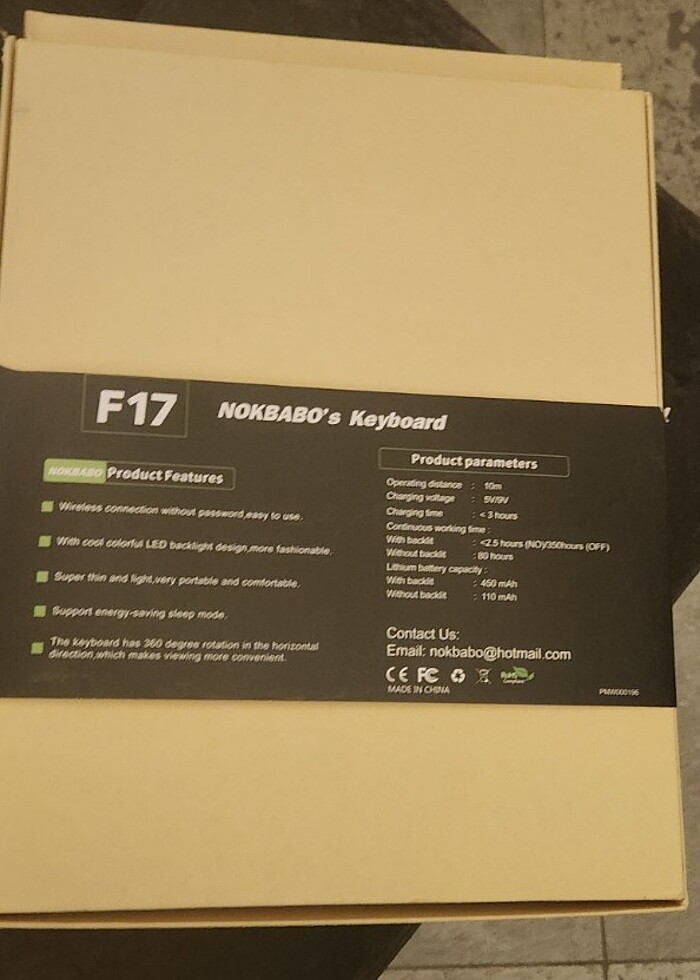 F17
NOKBABO's Keyboard
NOKBABO Product Features
Wireless connection without password,easy to use.
With cool colorful LED backlight design,more fashionable.
Super thin and light,very portable and comfortable.
Support energy-saving sleep mode.
The keyboard has 360 degree rotation in the horizontal
direction,which makes viewing more convenient.
Product parameters
Operating distance : 10m
Charging voltage : 5V/9V
Charging time : < 3 hours
Continuous working time :
With backlit : <2.5 hours (NO)/350hours (OFF)
Without backlit : 80 hours
Lithium battery capacity :
With backlit : 450 mAh
Without backlit : 110 mAh
Contact Us:
Email: nokbabo@hotmail.com
CE FC RoHS
Compliant
MADE IN CHINA
PMW000196